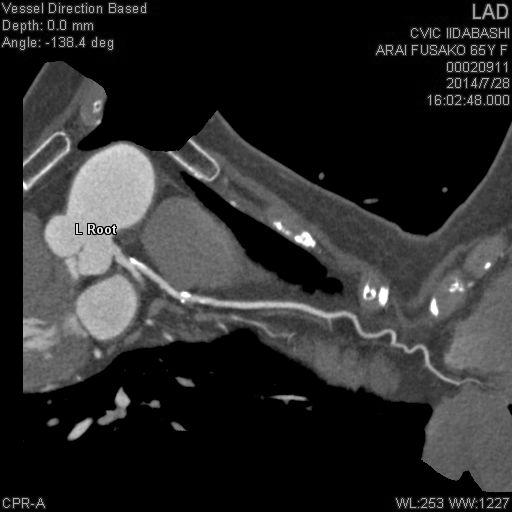 Vessel Direction Based
Depth: 0.0 mm
Angle: -138.4 deg
LAD
CVIC IIDABASHI
ARAI FUSAKO 65Y F
00020911
2014/7/28
16:02:48.000
L Root
CPR-A
WL:253 WW:1227